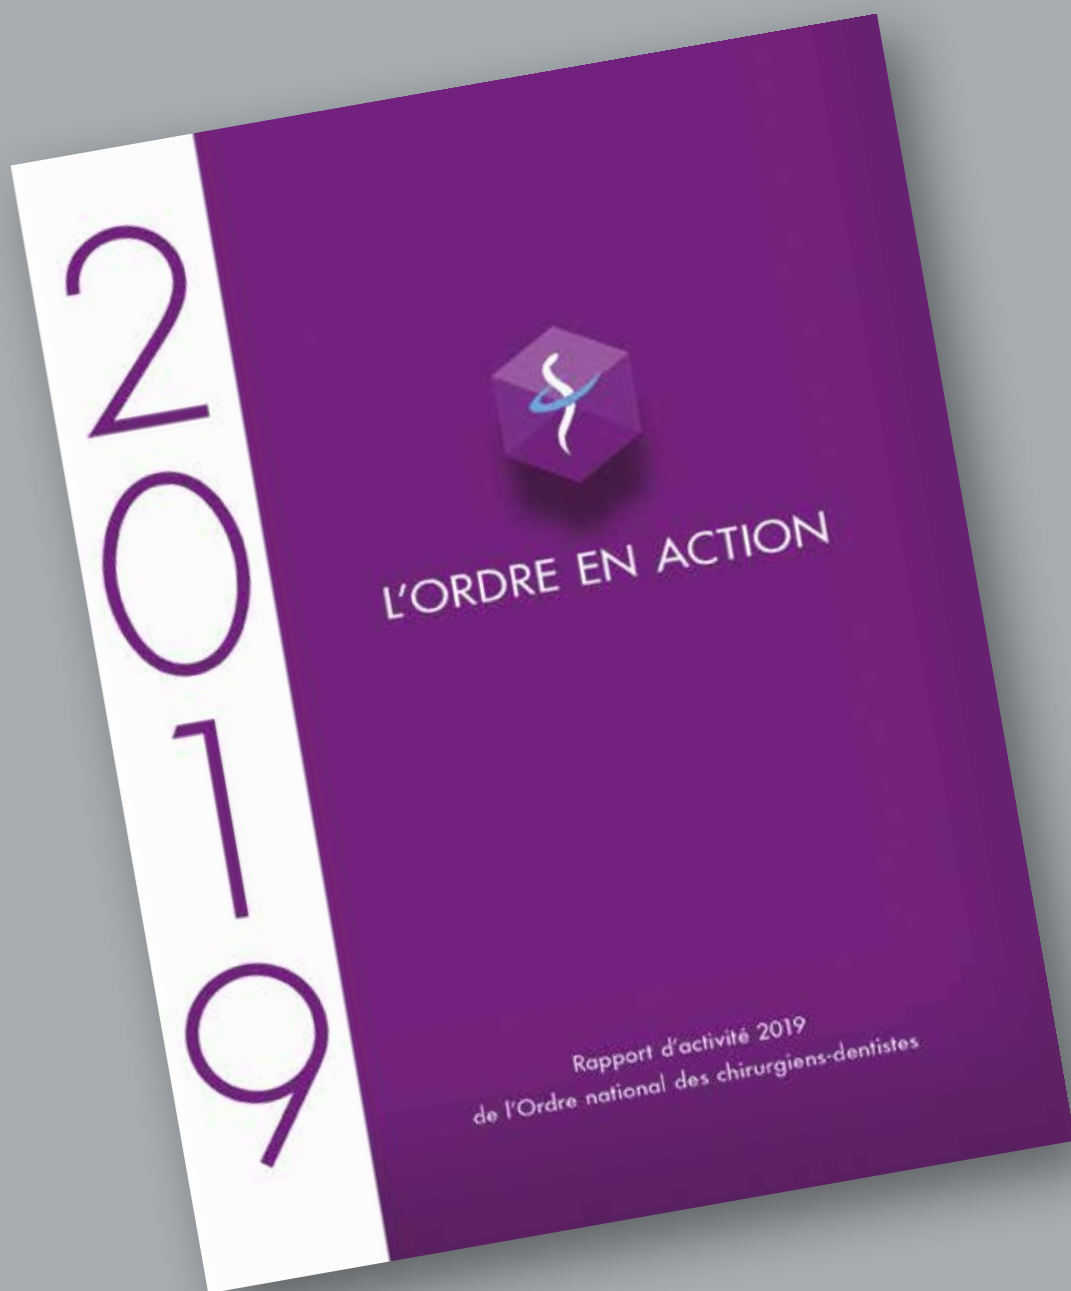 2019
L'ORDRE EN ACTION
Rapport d'activité 2019
de l'Ordre national des chirurgiens-dentistes